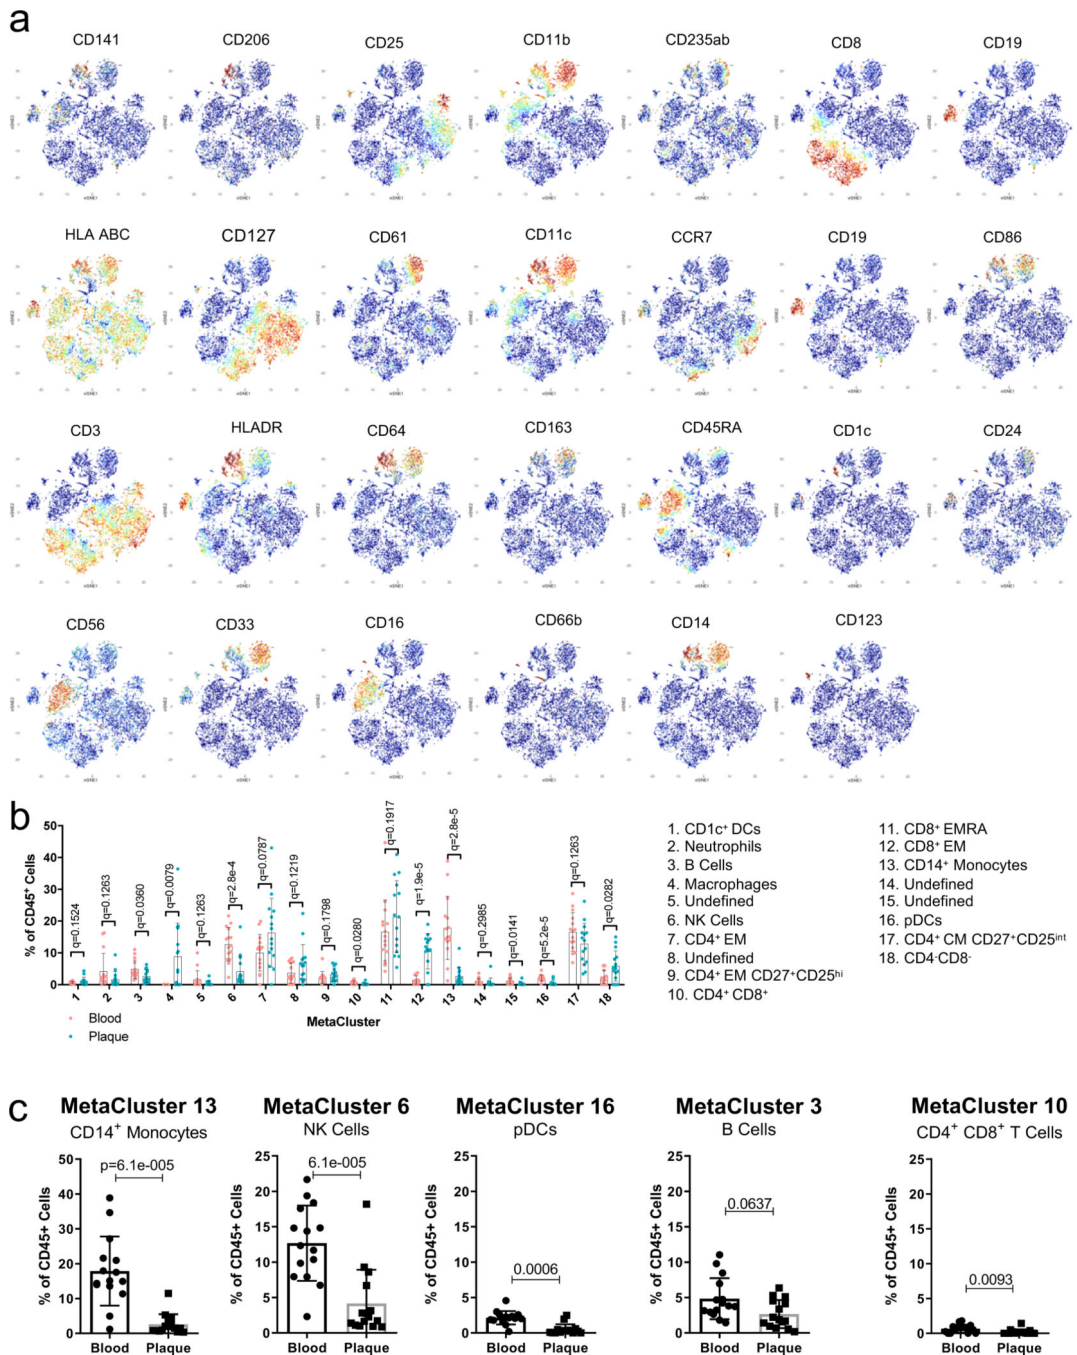 a
CD141 CD206 CD25 CD11b CD235ab CD8 CD19
HLA ABC CD127 CD61 CD11c CCR7 CD19 CD86
CD3 HLADR CD64 CD163 CD45RA CD1c CD24
CD56 CD33 CD16 CD66b CD14 CD123
b
% of CD45⁺ Cells
50
40
30
20
10
0
q=0.1524 q=0.1263 q=0.0360 q=0.0079 q=0.1263 q=2.8e-4 q=0.0787 q=0.1219 q=0.1798 q=0.0280 q=0.1917 q=1.9e-5 q=2.8e-5 q=0.2985 q=0.0141 q=5.2e-5 q=0.1263 q=0.0282
1 2 3 4 5 6 7 8 9 10 11 12 13 14 15 16 17 18
MetaCluster
Blood
Plaque
1. CD1c⁺ DCs
2. Neutrophils
3. B Cells
4. Macrophages
5. Undefined
6. NK Cells
7. CD4⁺ EM
8. Undefined
9. CD4⁺ EM CD27⁺CD25ʰⁱ
10. CD4⁺ CD8⁺
11. CD8⁺ EMRA
12. CD8⁺ EM
13. CD14⁺ Monocytes
14. Undefined
15. Undefined
16. pDCs
17. CD4⁺ CM CD27⁺CD25ⁱⁿᵗ
18. CD4⁻CD8⁻
c
MetaCluster 13
CD14⁺ Monocytes
% of CD45+ Cells
50
40
30
20
10
0
p=6.1e-005
Blood Plaque
MetaCluster 6
NK Cells
% of CD45+ Cells
25
20
15
10
5
0
6.1e-005
Blood Plaque
MetaCluster 16
pDCs
% of CD45+ Cells
25
20
15
10
5
0
0.0006
Blood Plaque
MetaCluster 3
B Cells
% of CD45+ Cells
25
20
15
10
5
0
0.0637
Blood Plaque
MetaCluster 10
CD4⁺ CD8⁺ T Cells
% of CD45+ Cells
25
20
15
10
5
0
0.0093
Blood Plaque